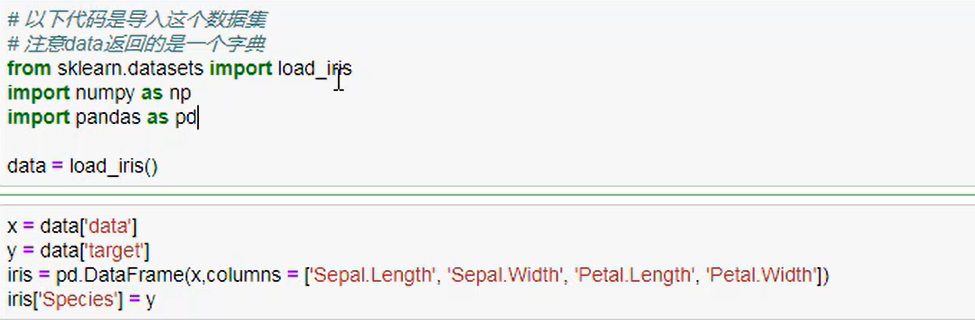 # 以下代码是导入这个数据集
# 注意data返回的是一个字典
from sklearn.datasets import load_iris
import numpy as np
import pandas as pd
data = load_iris()
x = data['data']
y = data['target']
iris = pd.DataFrame(x,columns = ['Sepal.Length', 'Sepal.Width', 'Petal.Length', 'Petal.Width'])
iris['Species'] = y